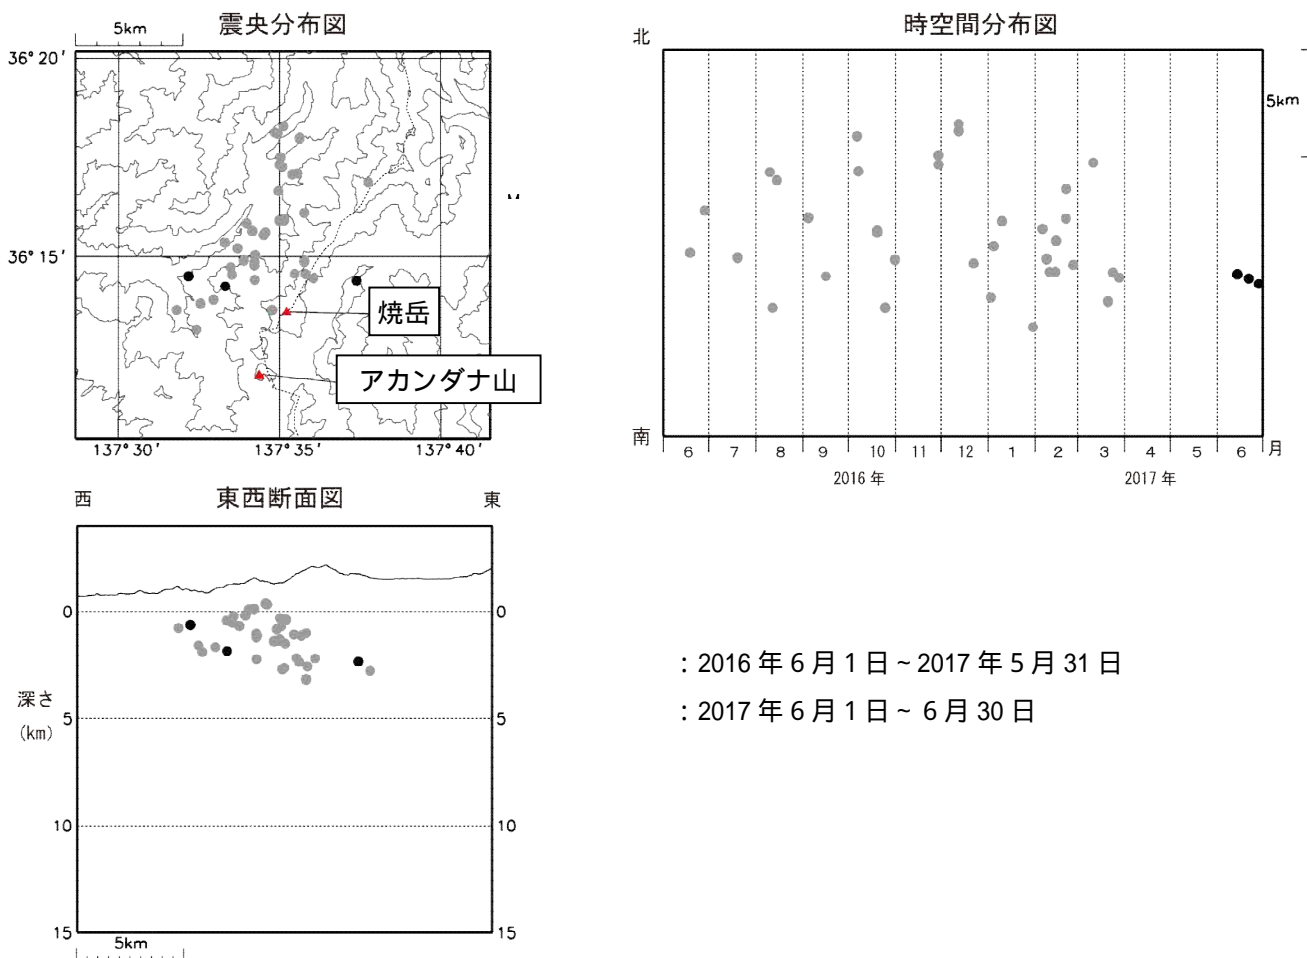 震央分布図
5km
36° 20′
36° 15′
焼岳
アカンダナ山
137° 30′
137° 35′
137° 40′
時空間分布図
北
5km
南
6
7
8
9
10
11
12
1
2
3
4
5
6
月
2016 年
2017 年
西
東西断面図
東
0
0
深さ
(km)
5
5
10
10
15
15
5km
：2016 年 6 月 1 日 ~ 2017 年 5 月 31 日
：2017 年 6 月 1 日 ~ 6 月 30 日